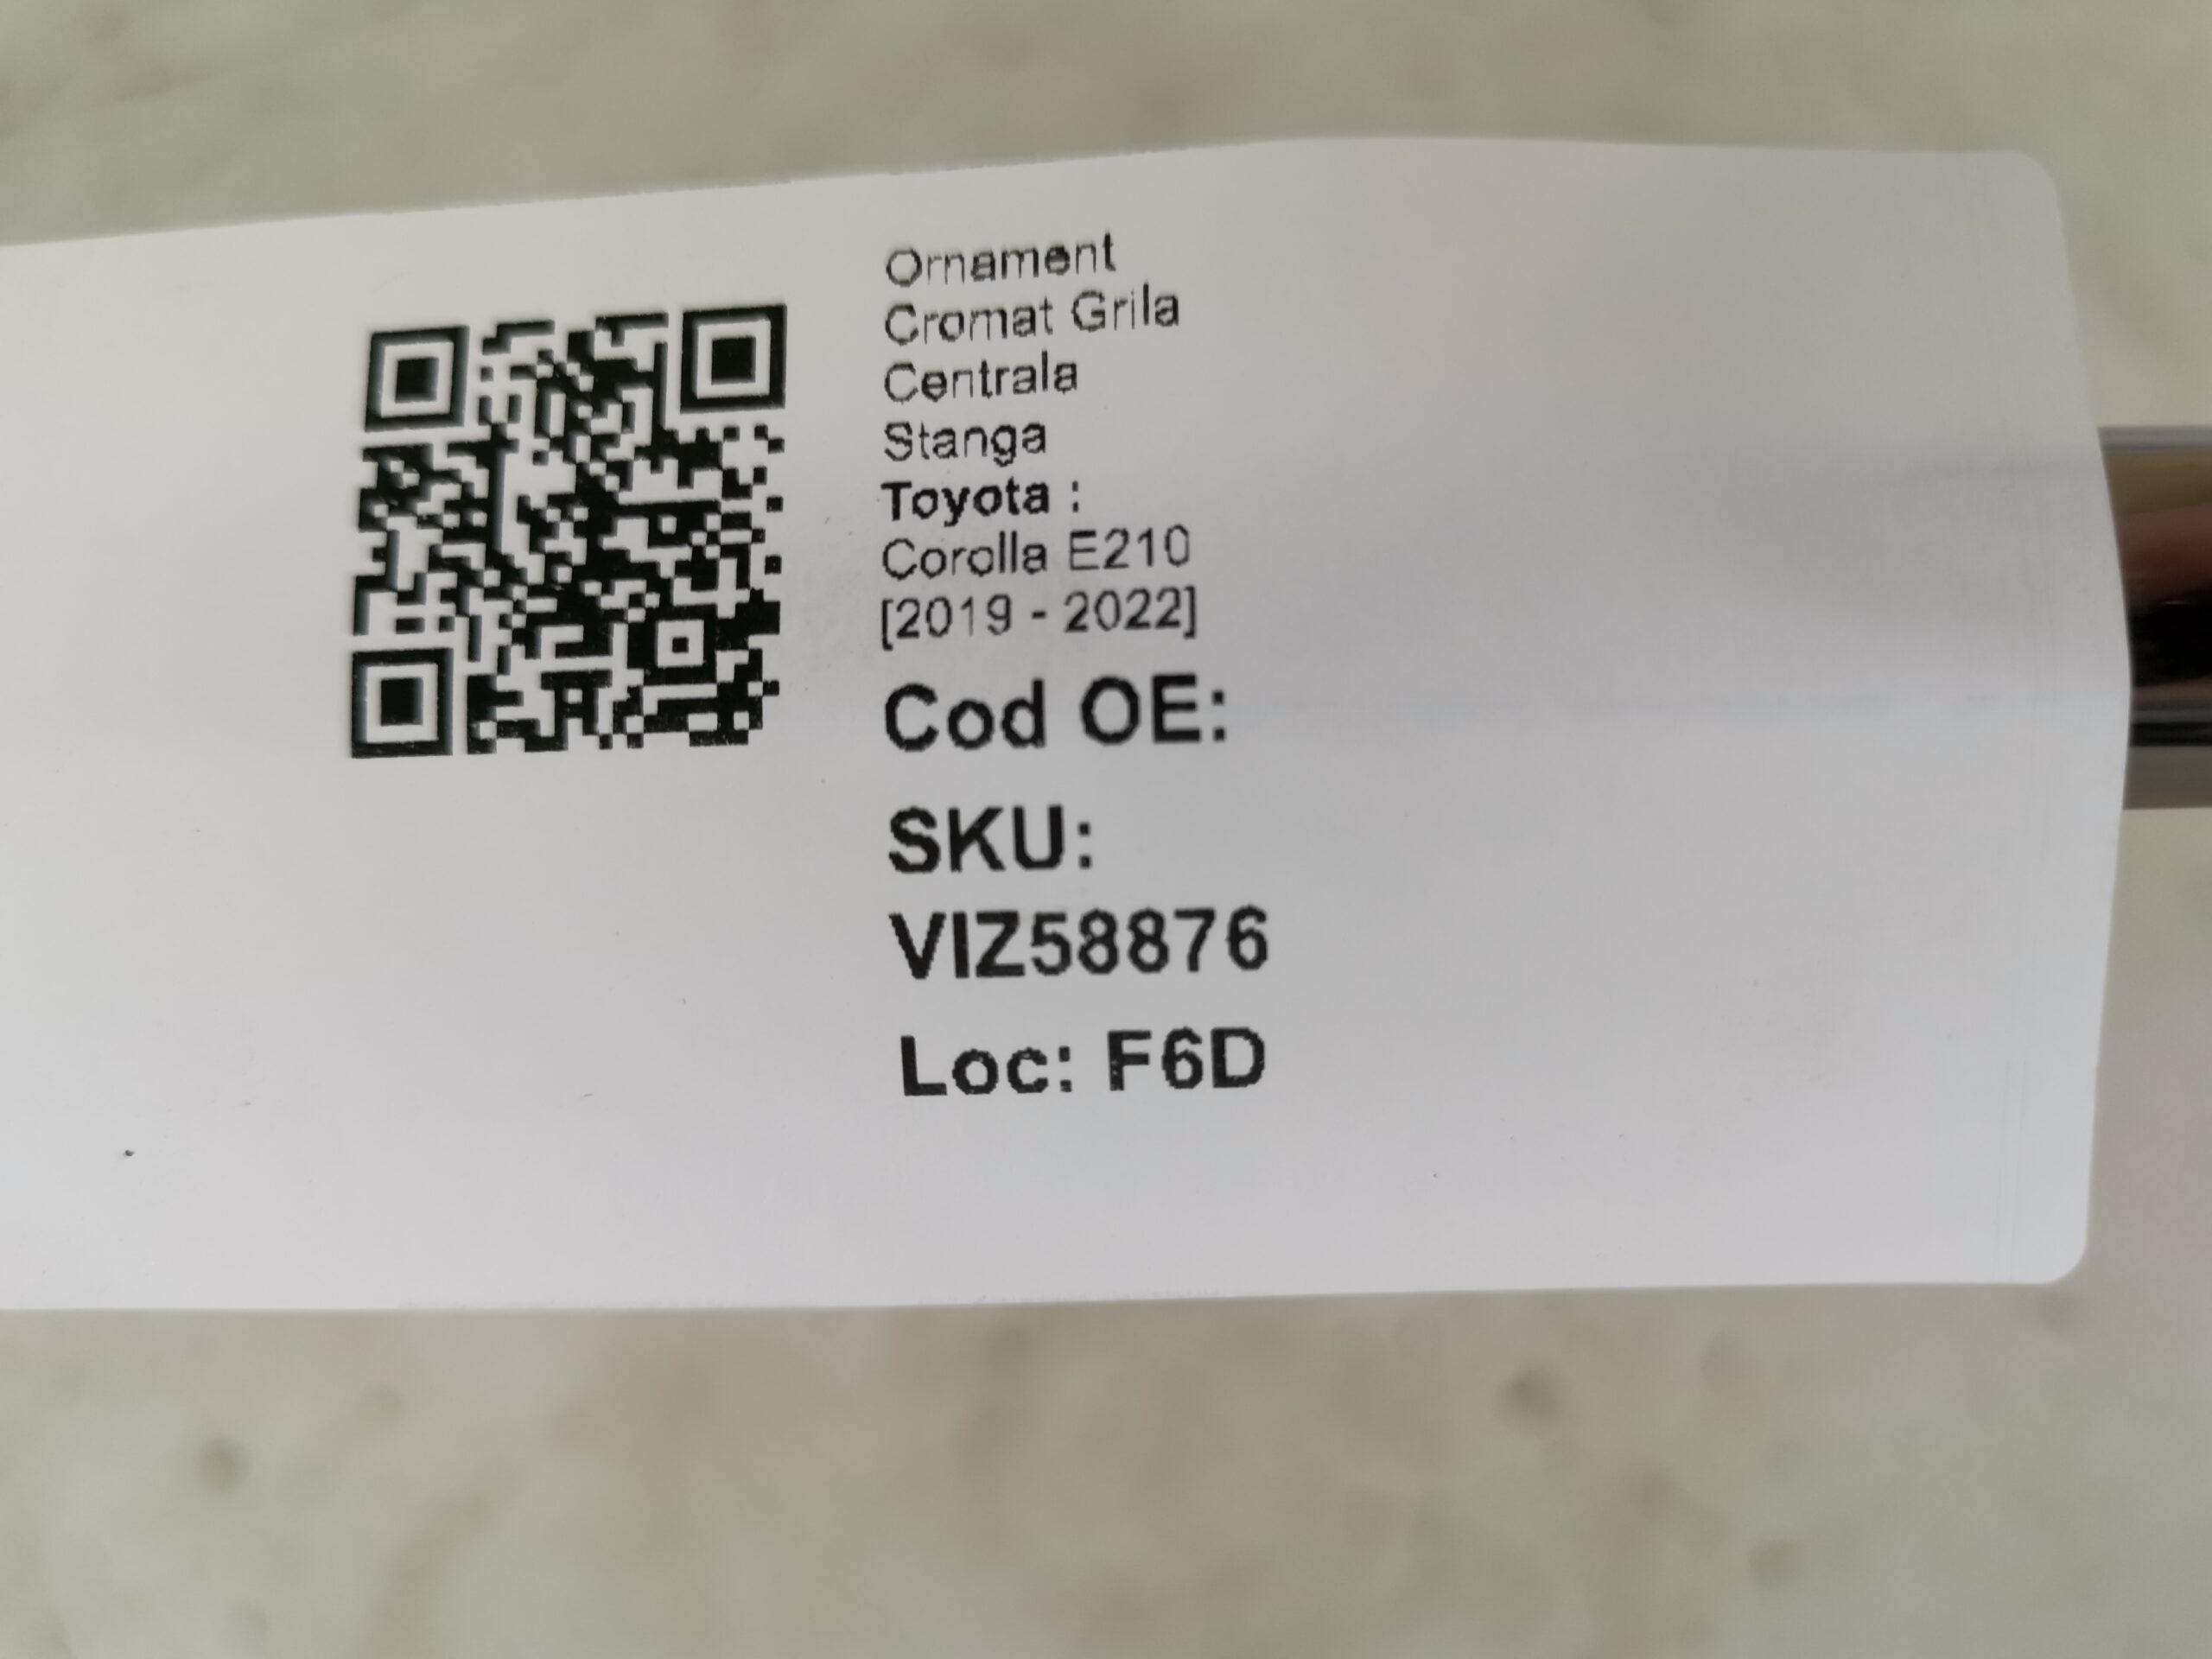 Ornament
Cromat Grila
Centrala
Stanga
Toyota :
Corolla E210
[2019 - 2022]
Cod OE:
SKU:
VIZ58876
Loc: F6D